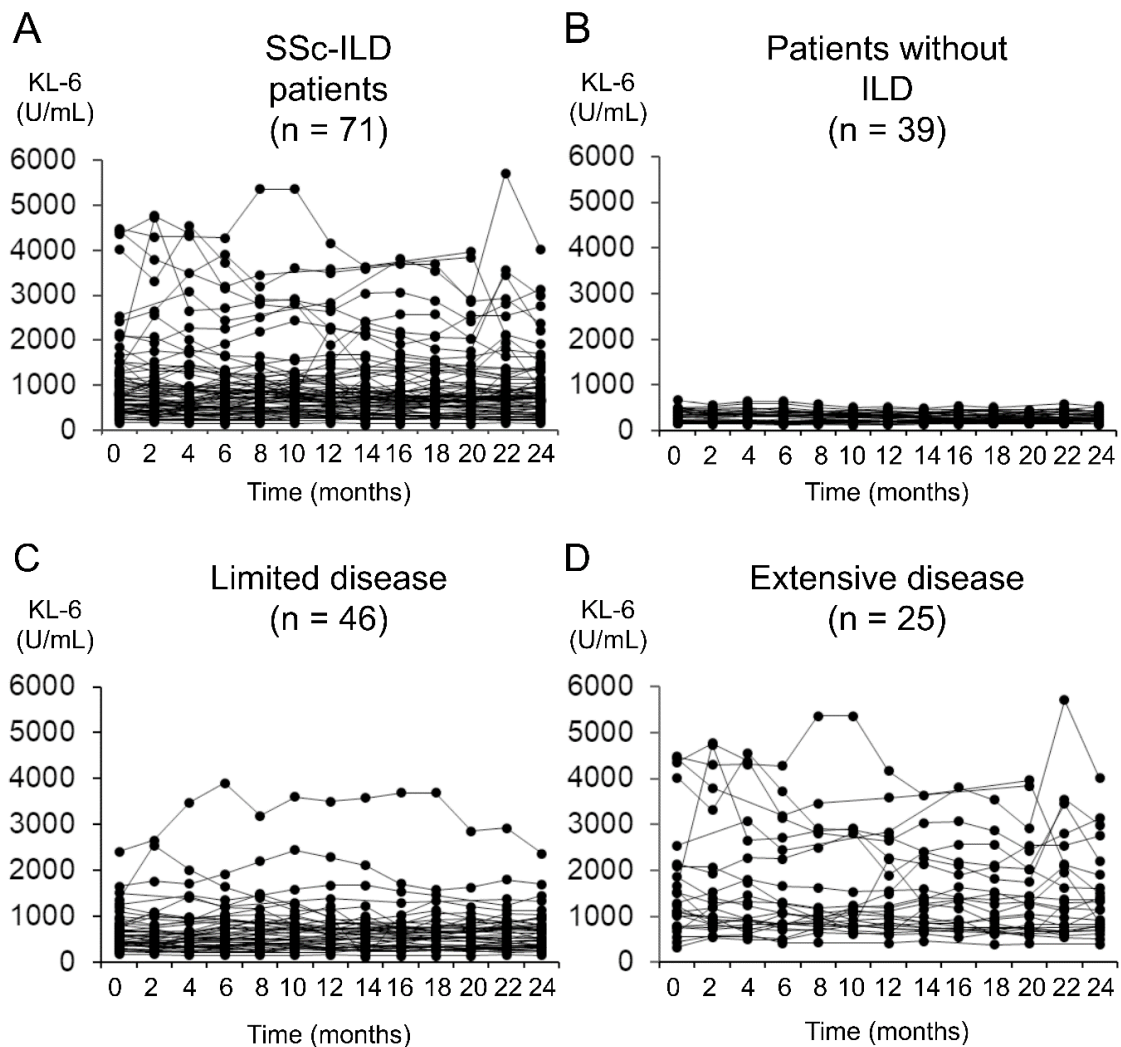 A
SSc-ILD
patients
(n = 71)
KL-6
(U/mL)
6000
5000
4000
3000
2000
1000
0
0 2 4 6 8 10 12 14 16 18 20 22 24
Time (months)
B
Patients without
ILD
(n = 39)
KL-6
(U/mL)
6000
5000
4000
3000
2000
1000
0
0 2 4 6 8 10 12 14 16 18 20 22 24
Time (months)
C
Limited disease
(n = 46)
KL-6
(U/mL)
6000
5000
4000
3000
2000
1000
0
0 2 4 6 8 10 12 14 16 18 20 22 24
Time (months)
D
Extensive disease
(n = 25)
KL-6
(U/mL)
6000
5000
4000
3000
2000
1000
0
0 2 4 6 8 10 12 14 16 18 20 22 24
Time (months)